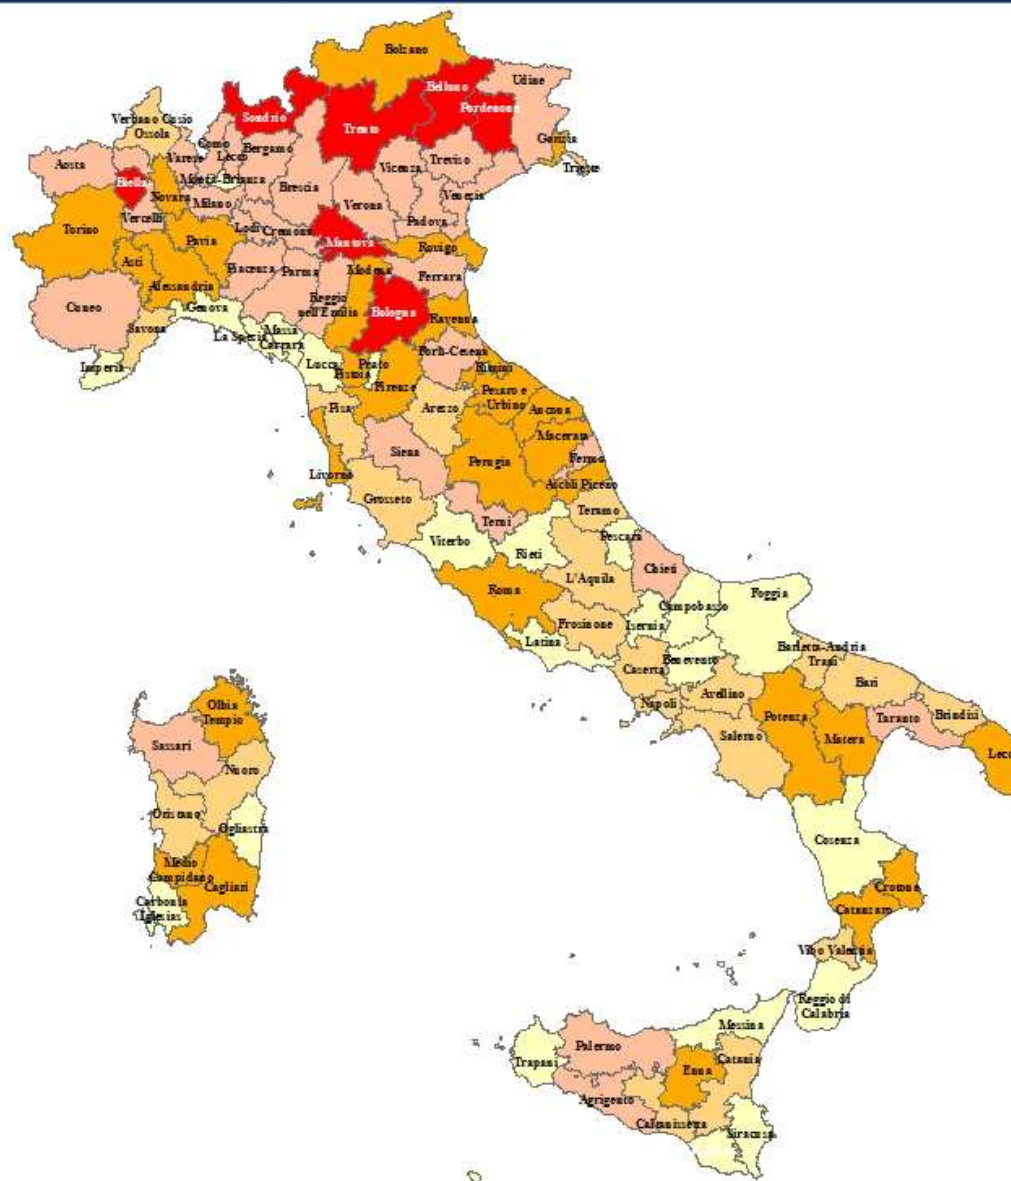 Bolzano
Udine
Belluno
Pordenone
Sondrio
Trento
Verbano Cusio
Ossola
Gorizia
Trieste
Como
Lecco
Bergamo
Varese
Aosta
Vicenza
Treviso
Biella
Novara
Monza-Brianza
Milano
Brescia
Verona
Venezia
Padova
Vercelli
Torino
Lodi
Cremona
Mantova
Pavia
Rovigo
Asti
Piacenza
Parma
Modena
Ferrara
Alessandria
Reggio
nell'Emilia
Cuneo
Genova
Bologna
Ravenna
Savona
La Spezia
Massa
Carrara
Forlì-Cesena
Imperia
Lucca
Prato
Pistoia
Firenze
Rimini
Pesaro e
Urbino
Pisa
Arezzo
Ancona
Macerata
Siena
Perugia
Fermo
Livorno
Ascoli Piceno
Grosseto
Teramo
Terni
Pescara
Viterbo
Rieti
Chieti
L'Aquila
Roma
Foggia
Campobasso
Frosinone
Isernia
Latina
Barletta-Andria
Trani
Caserta
Benevento
Bari
Avellino
Napoli
Olbia
Tempio
Potenza
Taranto
Brindisi
Salerno
Matera
Lecc
Sassari
Nuoro
Oristano
Ogliastra
Cosenza
Medio
Campidano
Cagliari
Crotone
Carbonia
Iglesias
Catanzaro
Vibo Valentia
Reggio di
Calabria
Messina
Palermo
Trapani
Catania
Enna
Agrigento
Caltanissetta
Siracusa